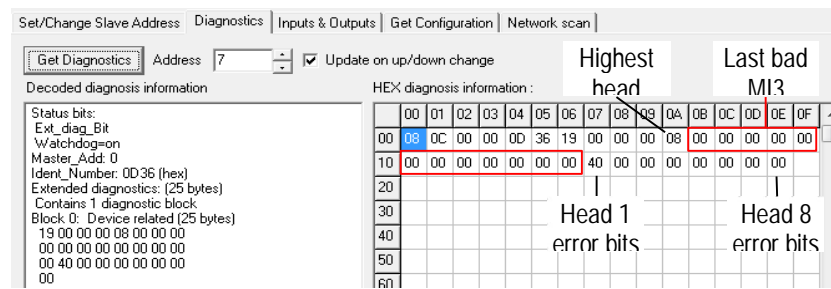 Set/Change Slave Address Diagnostics Inputs & Outputs Get Configuration Network scan
Get Diagnostics Address 7 Update on up/down change
Highest head
Last bad MI3
Decoded diagnosis information
HEX diagnosis information :
Status bits:
Ext_diag_Bit
Watchdog=on
Master_Add: 0
Ident_Number: 0D36 (hex)
Extended diagnostics: (25 bytes)
Contains 1 diagnostic block
Block 0: Device related (25 bytes)
19 00 00 00 08 00 00 00
00 00 00 00 00 00 00 00
00 40 00 00 00 00 00 00
00
00 01 02 03 04 05 06 07 08 09 0A 0B 0C 0D 0E 0F
00 08 0C 00 00 0D 36 19 00 00 00 08 00 00 00 00 00
10 00 00 00 00 00 00 00 40 00 00 00 00 00 00 00
20
30
40
50
60
Head 1 error bits
Head 8 error bits